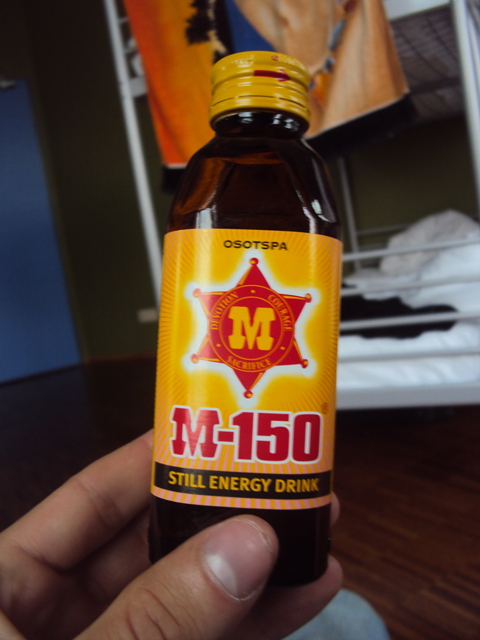 OSOTSPA
DEVOTION • COURAGE
M
SACRIFICE
M-150®
STILL ENERGY DRINK